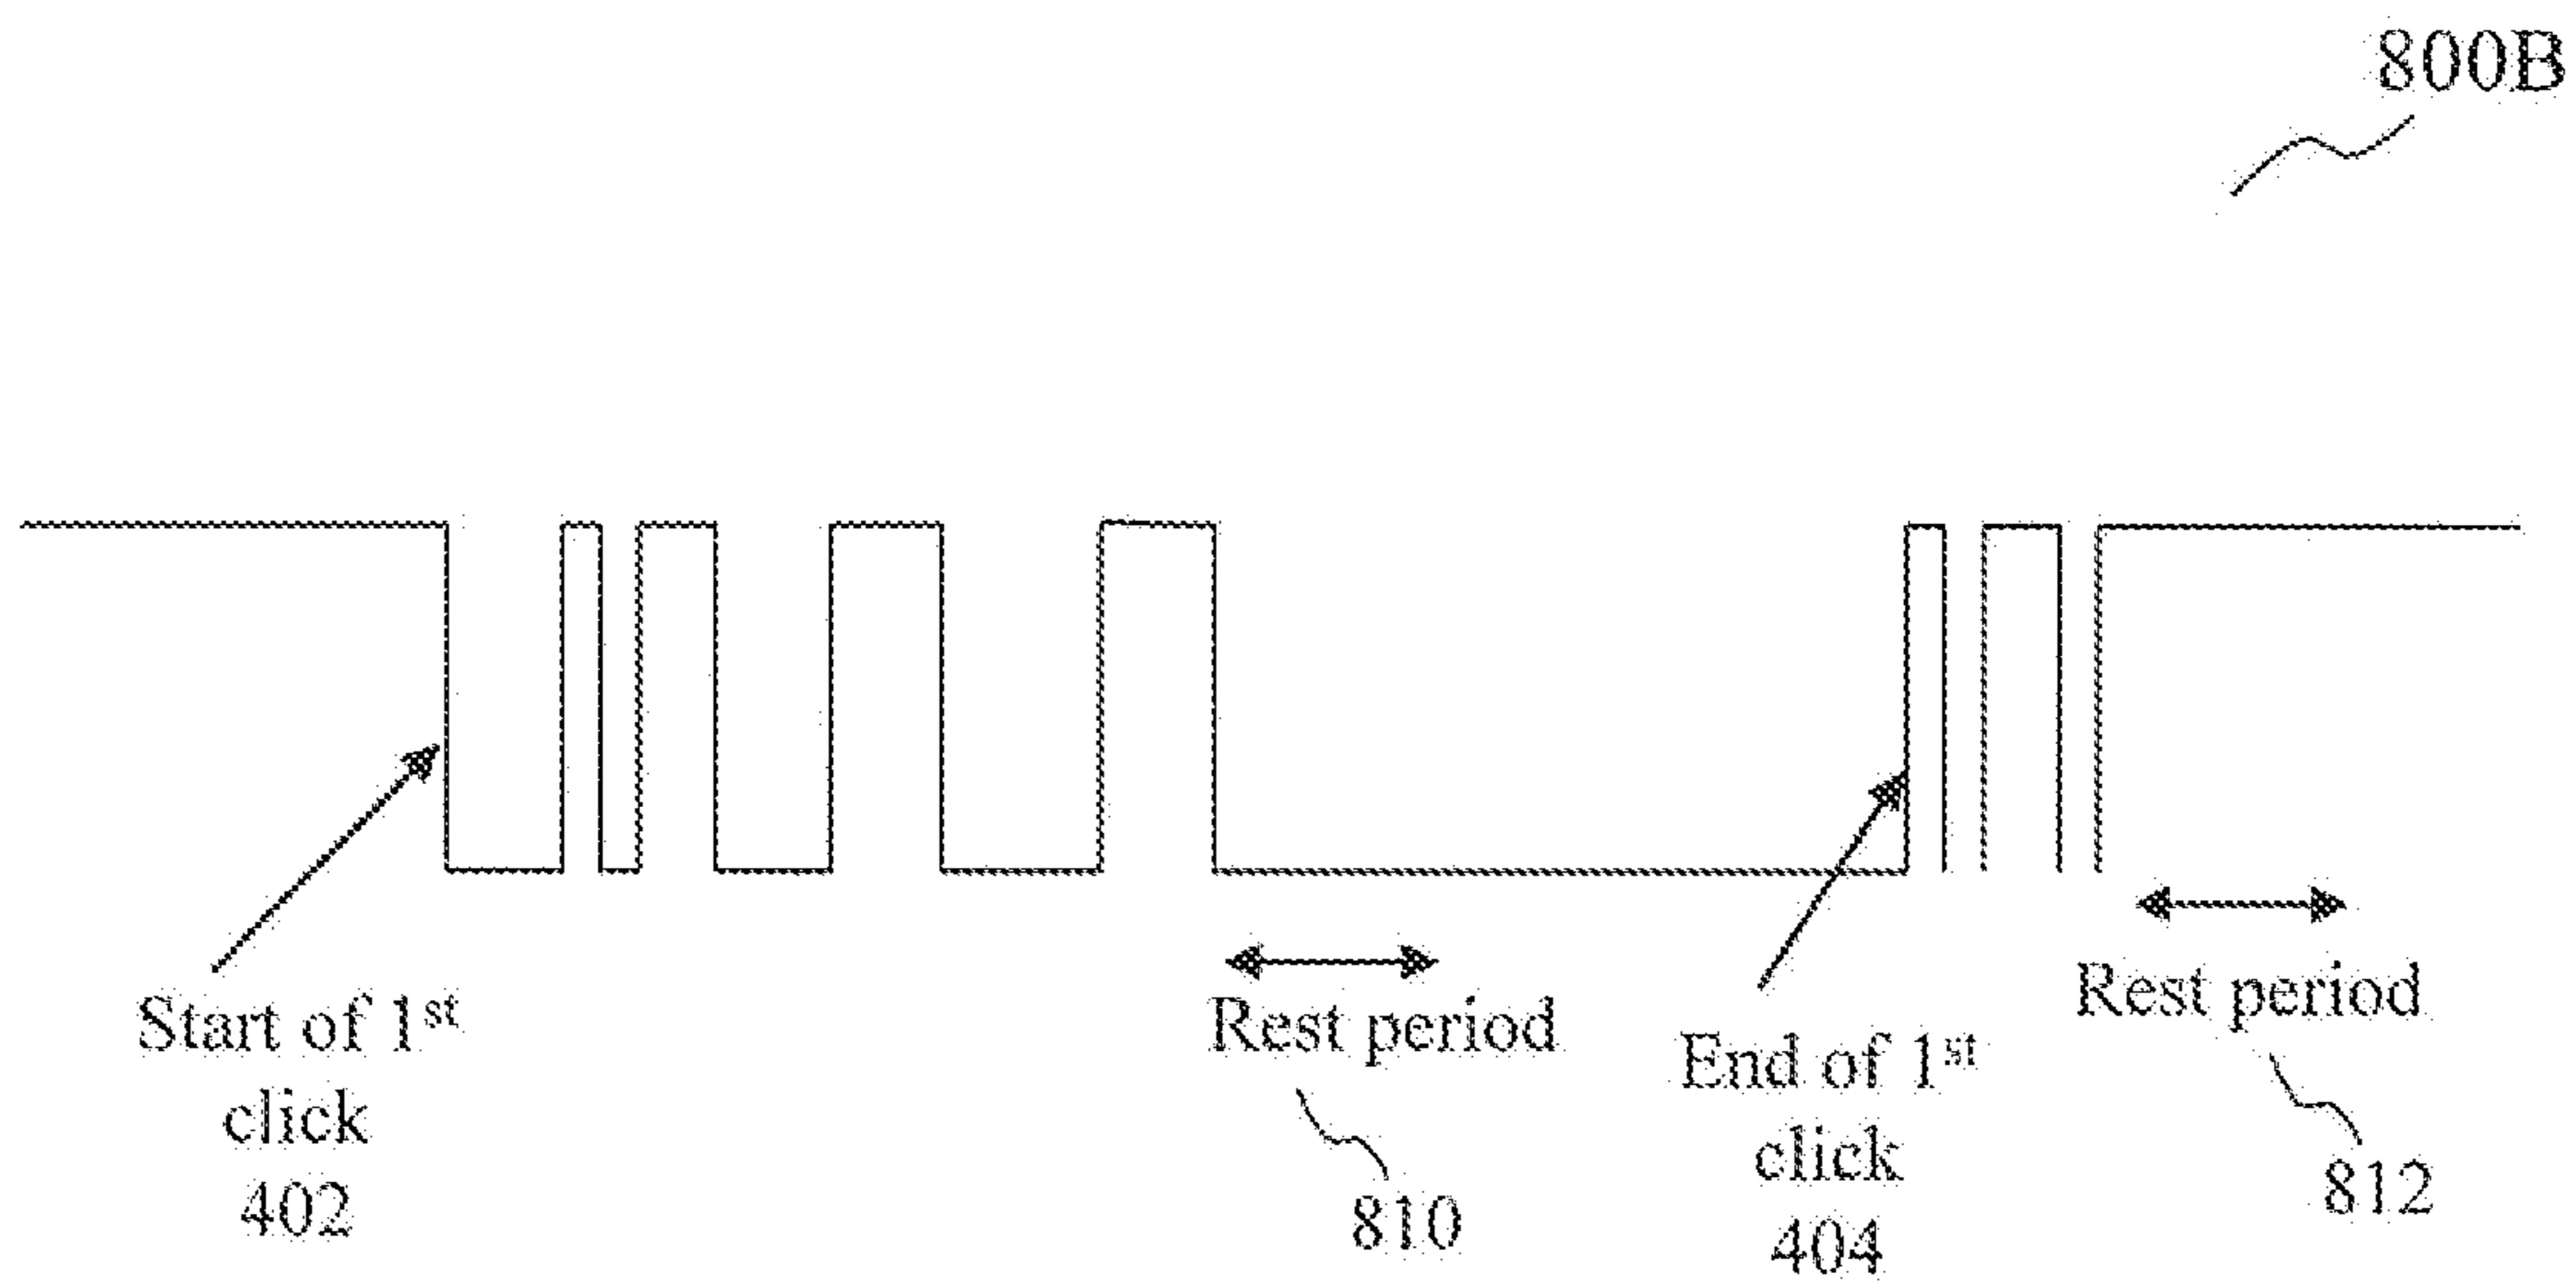 800B
Start of 1st
click
402
Rest period
810
End of 1st
click
404
Rest period
812